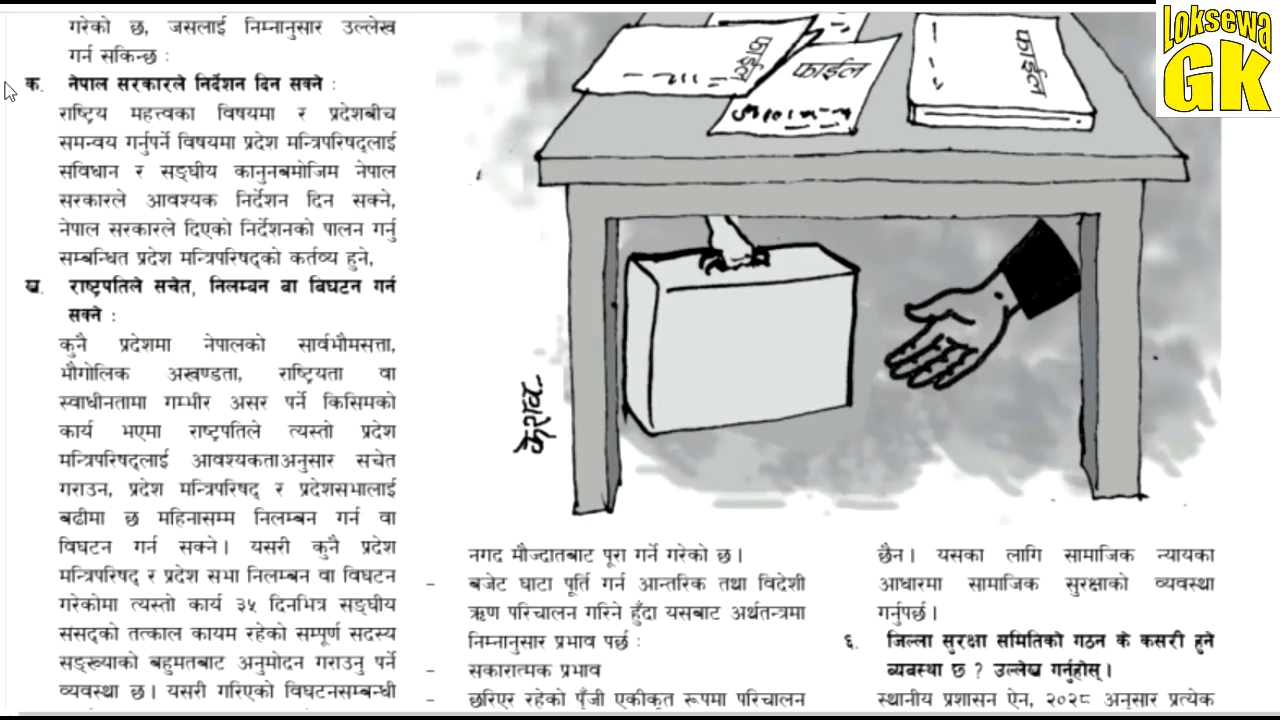 गरेको छ, जसलाई निम्नानुसार उल्लेख
गर्न सकिन्छ :
क. नेपाल सरकारले निर्देशन दिन सक्ने :
राष्ट्रिय महत्त्वका विषयमा र प्रदेशबीच
समन्वय गर्नुपर्ने विषयमा प्रदेश मन्त्रिपरिषद्लाई
संविधान र सङ्घीय कानुनबमोजिम नेपाल
सरकारले आवश्यक निर्देशन दिन सक्ने,
नेपाल सरकारले दिएको निर्देशनको पालन गर्नु
सम्बन्धित प्रदेश मन्त्रिपरिषद्को कर्तव्य हुने,
ख. राष्ट्रपतिले सचेत, निलम्बन वा विघटन गर्न
सक्ने :
कुनै प्रदेशमा नेपालको सार्वभौमसत्ता,
भौगोलिक अखण्डता, राष्ट्रियता वा
स्वाधीनतामा गम्भीर असर पर्ने किसिमको
कार्य भएमा राष्ट्रपतिले त्यस्तो प्रदेश
मन्त्रिपरिषद्लाई आवश्यकताअनुसार सचेत
गराउन, प्रदेश मन्त्रिपरिषद् र प्रदेशसभालाई
बढीमा छ महिनासम्म निलम्बन गर्न वा
विघटन गर्न सक्ने। यसरी कुनै प्रदेश
मन्त्रिपरिषद् र प्रदेश सभा निलम्बन वा विघटन
गरेकोमा त्यस्तो कार्य ३५ दिनभित्र सङ्घीय
संसद्को तत्काल कायम रहेको सम्पूर्ण सदस्य
सङ्ख्याको बहुमतबाट अनुमोदन गराउनु पर्ने
व्यवस्था छ। यसरी गरिएको विघटनसम्बन्धी
फाईल
फाईल
फाईल
केशव
नगद मौज्दातबाट पूरा गर्ने गरेको छ।
– बजेट घाटा पूर्ति गर्न आन्तरिक तथा विदेशी
ऋण परिचालन गरिने हुँदा यसबाट अर्थतन्त्रमा
निम्नानुसार प्रभाव पर्छ :
– सकारात्मक प्रभाव
– छरिएर रहेको पूँजी एकीकृत रूपमा परिचालन
छैन। यसका लागि सामाजिक न्यायका
आधारमा सामाजिक सुरक्षाको व्यवस्था
गर्नुपर्छ।
६. जिल्ला सुरक्षा समितिको गठन के कसरी हुने
व्यवस्था छ ? उल्लेख गर्नुहोस्।
स्थानीय प्रशासन ऐन, २०२८ अनुसार प्रत्येक
Loksewa
GK